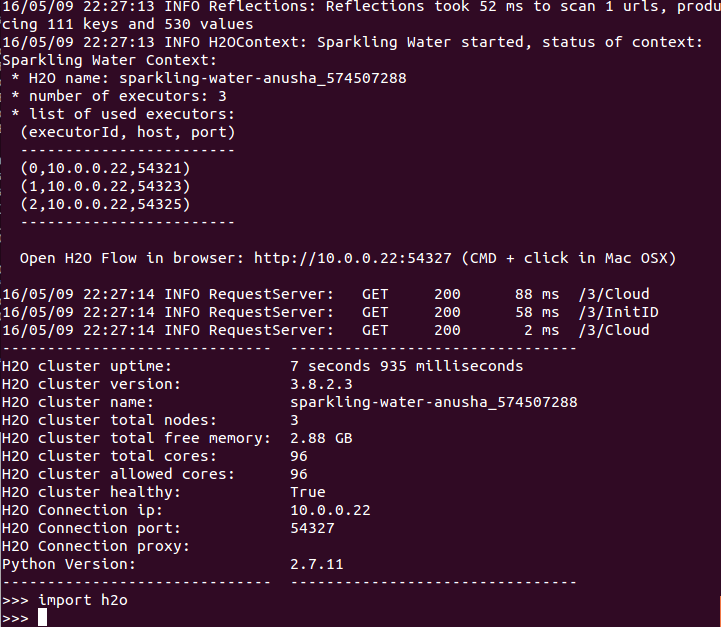 16/05/09 22:27:13 INFO Reflections: Reflections took 52 ms to scan 1 urls, produ
cing 111 keys and 530 values
16/05/09 22:27:13 INFO H2OContext: Sparkling Water started, status of context:
Sparkling Water Context:
 * H2O name: sparkling-water-anusha_574507288
 * number of executors: 3
 * list of used executors:
  (executorId, host, port)
  ------------------------
  (0,10.0.0.22,54321)
  (1,10.0.0.22,54323)
  (2,10.0.0.22,54325)
  ------------------------
  Open H2O Flow in browser: http://10.0.0.22:54327 (CMD + click in Mac OSX)
16/05/09 22:27:14 INFO RequestServer:   GET     200      88 ms  /3/Cloud
16/05/09 22:27:14 INFO RequestServer:   GET     200      58 ms  /3/InitID
16/05/09 22:27:14 INFO RequestServer:   GET     200       2 ms  /3/Cloud
------------------------------  --------------------------------
H2O cluster uptime:             7 seconds 935 milliseconds
H2O cluster version:            3.8.2.3
H2O cluster name:               sparkling-water-anusha_574507288
H2O cluster total nodes:        3
H2O cluster total free memory:  2.88 GB
H2O cluster total cores:        96
H2O cluster allowed cores:      96
H2O cluster healthy:            True
H2O Connection ip:              10.0.0.22
H2O Connection port:            54327
H2O Connection proxy:
Python Version:                 2.7.11
------------------------------  --------------------------------
>>> import h2o
>>>